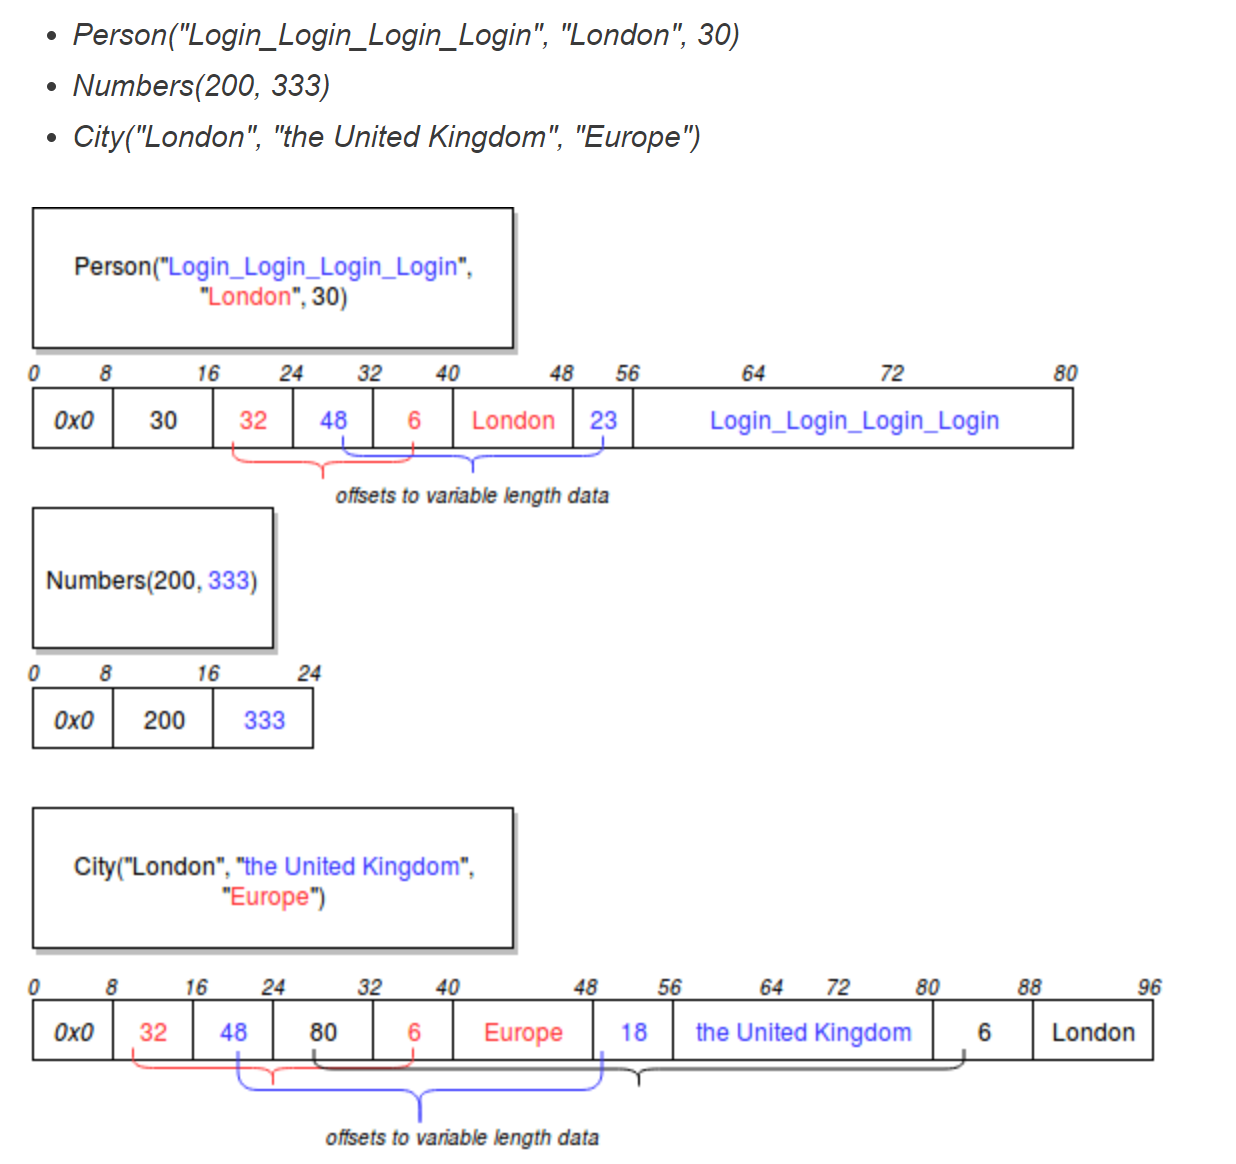 Person("Login_Login_Login_Login", "London", 30)
Numbers(200, 333)
City("London", "the United Kingdom", "Europe")
Person("Login_Login_Login_Login",
"London", 30)
0 8 16 24 32 40 48 56 64 72 80
0x0 30 32 48 6 London 23 Login_Login_Login_Login
offsets to variable length data
Numbers(200, 333)
0 8 16 24
0x0 200 333
City("London", "the United Kingdom",
"Europe")
0 8 16 24 32 40 48 56 64 72 80 88 96
0x0 32 48 80 6 Europe 18 the United Kingdom 6 London
offsets to variable length data